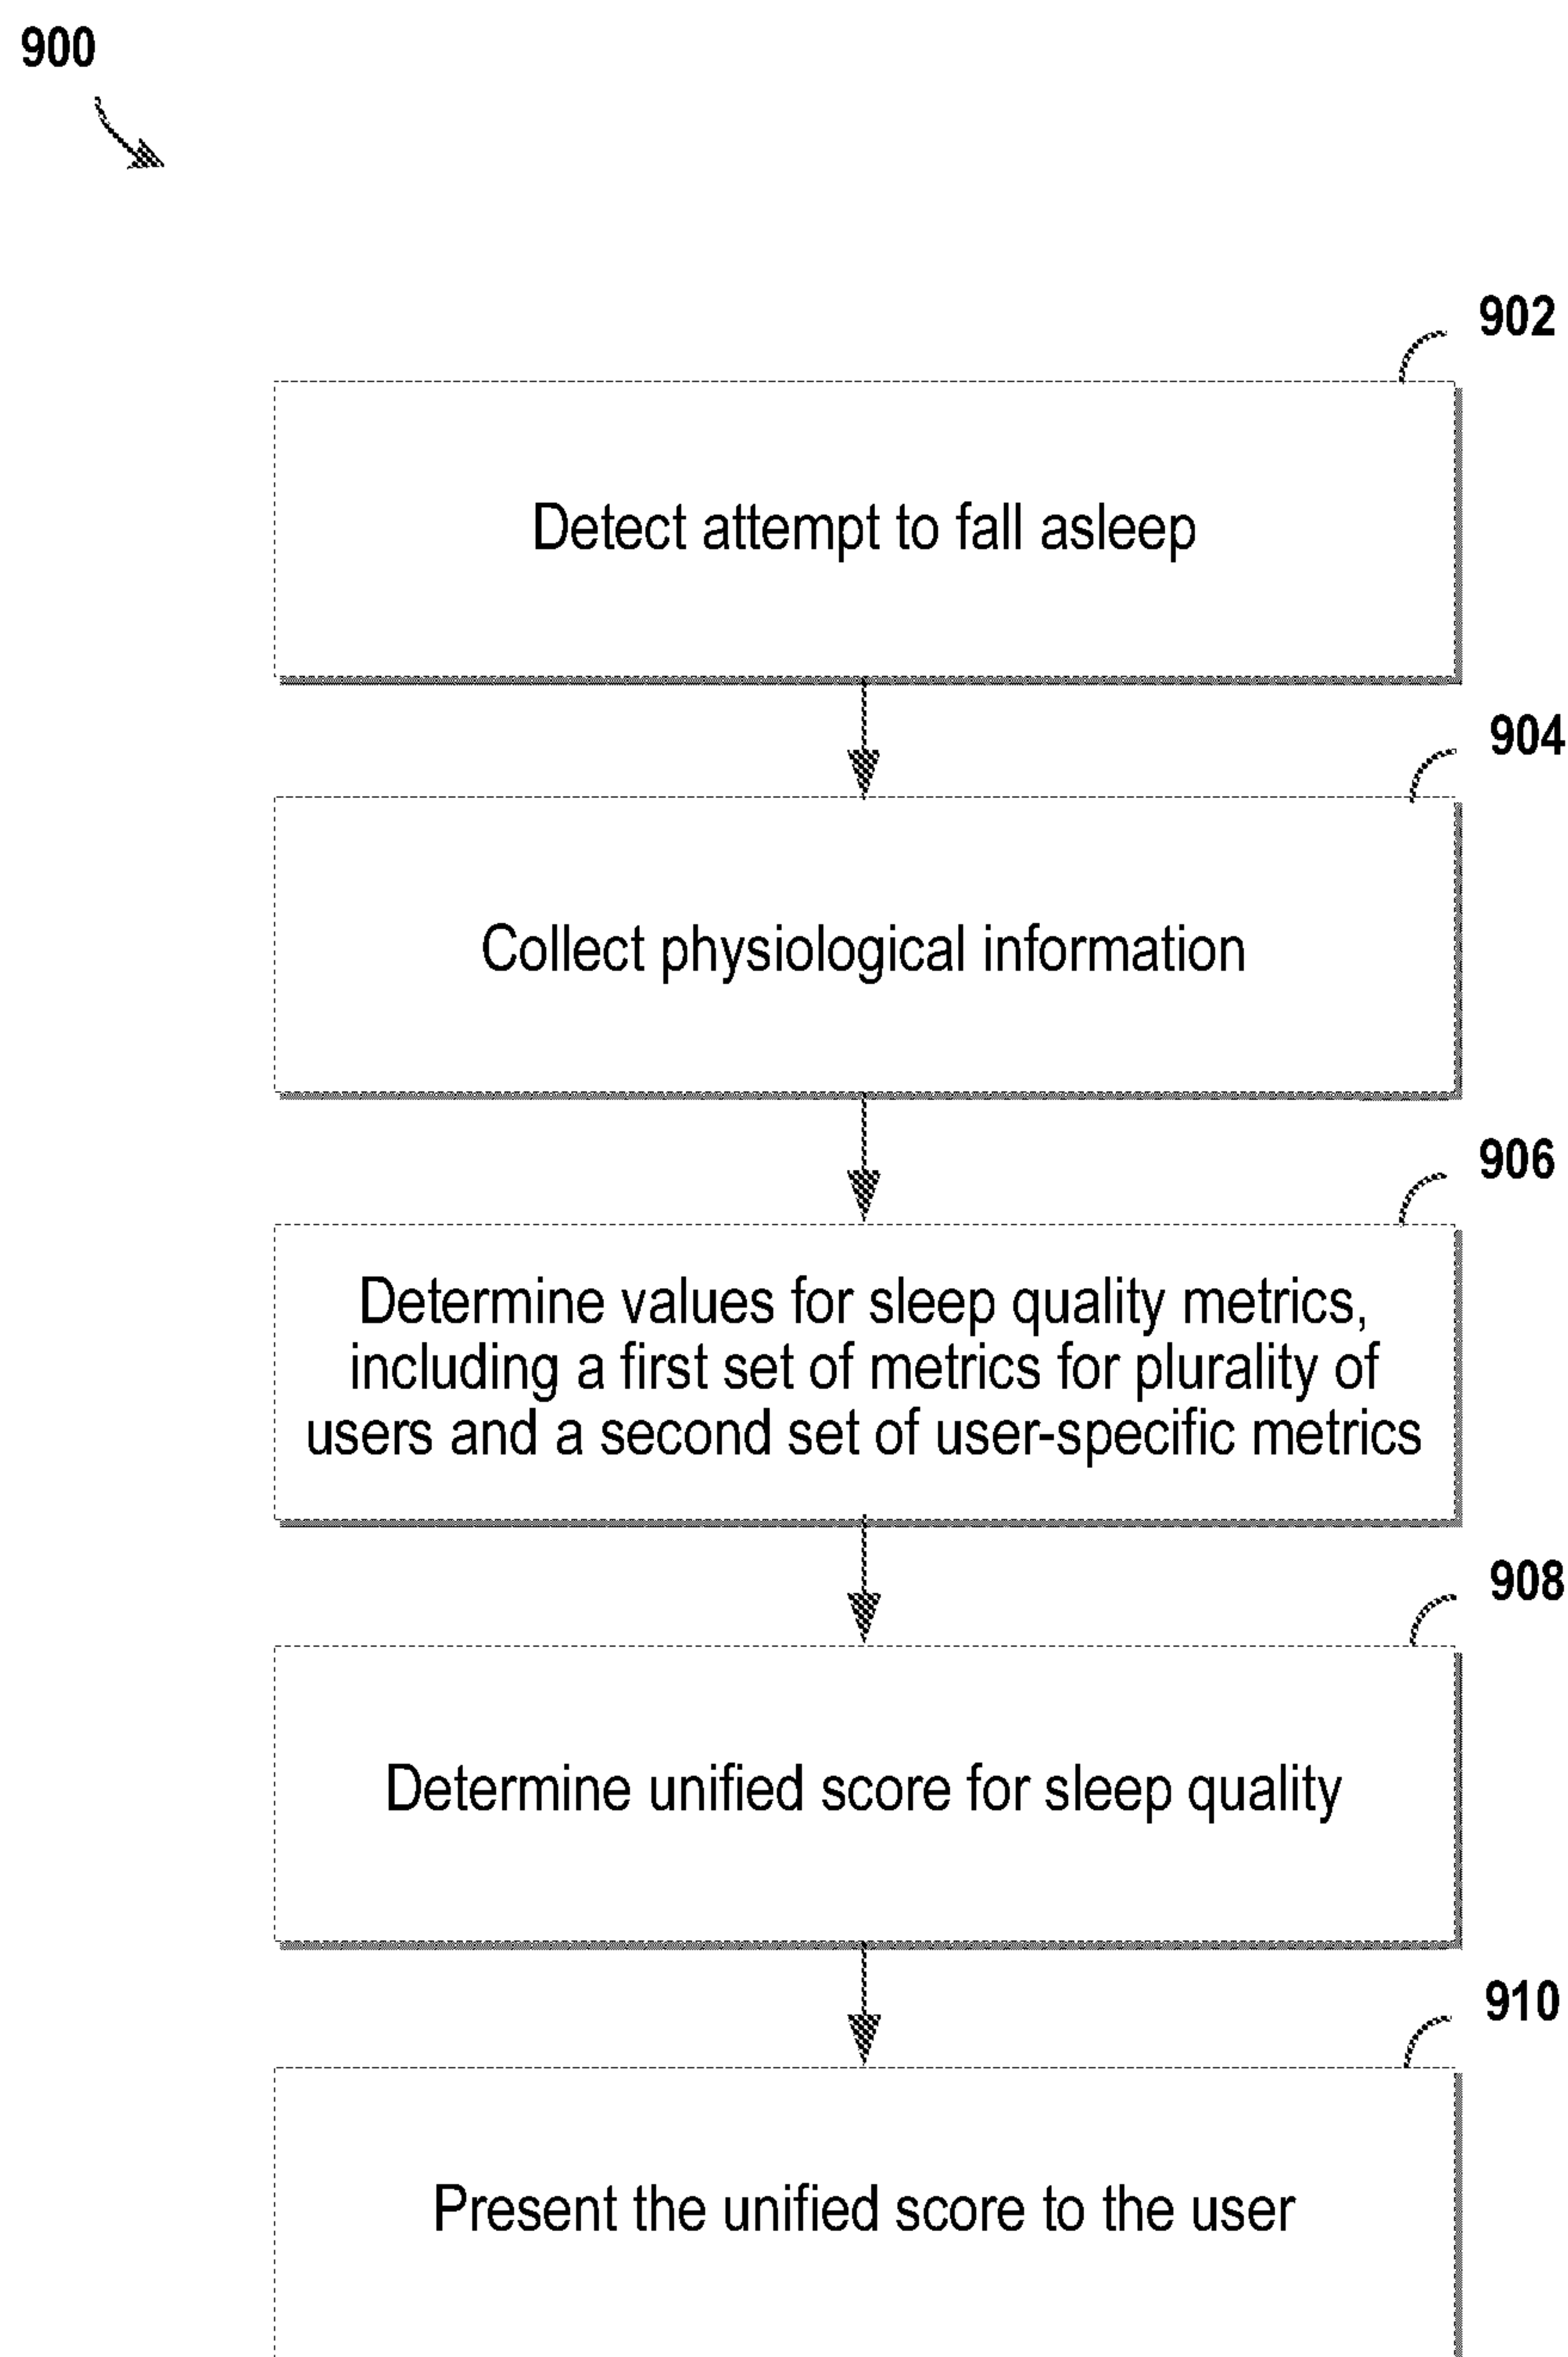 900
902
Detect attempt to fall asleep
904
Collect physiological information
906
Determine values for sleep quality metrics,
including a first set of metrics for plurality of
users and a second set of user-specific metrics
908
Determine unified score for sleep quality
910
Present the unified score to the user